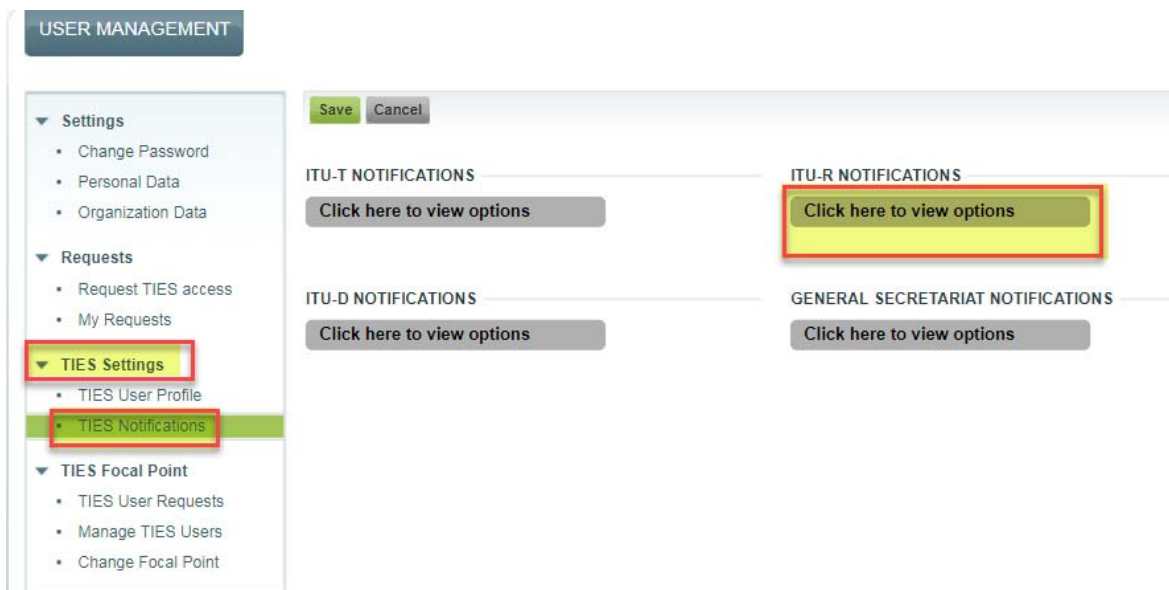 USER MANAGEMENT
Settings
Change Password
Personal Data
Organization Data
Requests
Request TIES access
My Requests
TIES Settings
TIES User Profile
TIES Notifications
TIES Focal Point
TIES User Requests
Manage TIES Users
Change Focal Point
Save Cancel
ITU-T NOTIFICATIONS
Click here to view options
ITU-R NOTIFICATIONS
Click here to view options
ITU-D NOTIFICATIONS
Click here to view options
GENERAL SECRETARIAT NOTIFICATIONS
Click here to view options